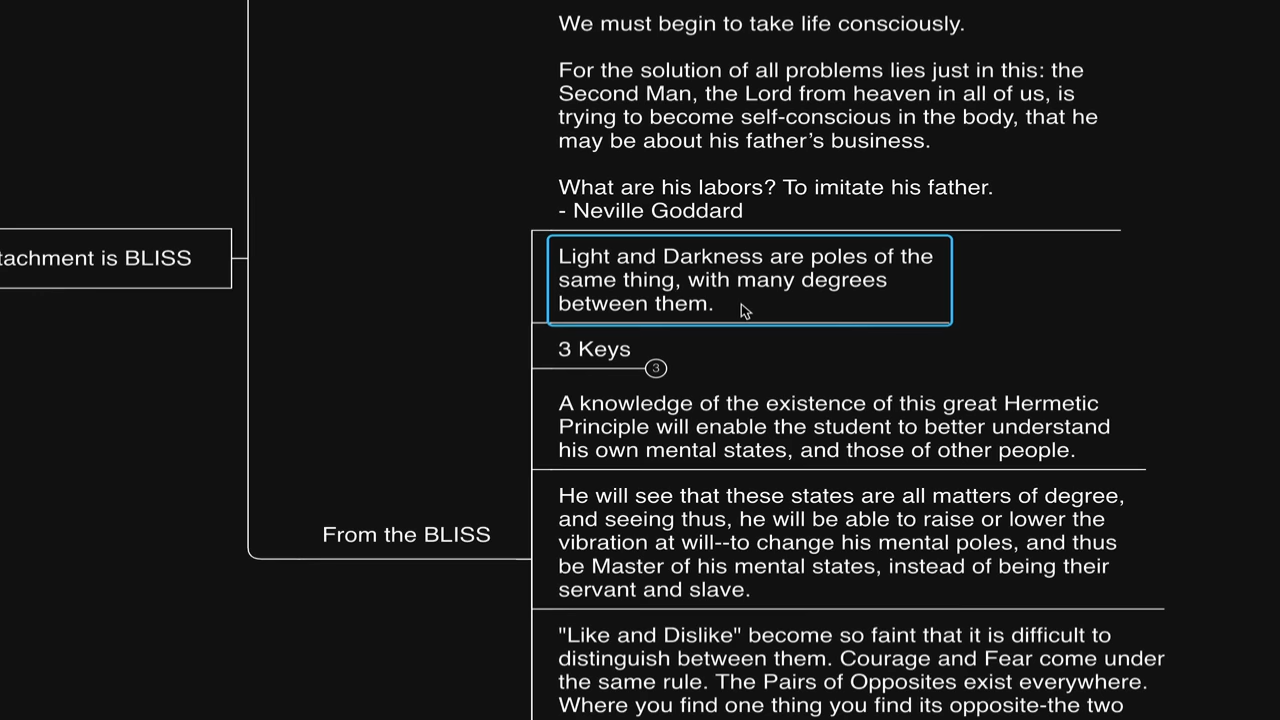 We must begin to take life consciously.
For the solution of all problems lies just in this: the
Second Man, the Lord from heaven in all of us, is
trying to become self-conscious in the body, that he
may be about his father's business.
What are his labors? To imitate his father.
- Neville Goddard
tachment is BLISS
Light and Darkness are poles of the
same thing, with many degrees
between them.
3 Keys
3
A knowledge of the existence of this great Hermetic
Principle will enable the student to better understand
his own mental states, and those of other people.
From the BLISS
He will see that these states are all matters of degree,
and seeing thus, he will be able to raise or lower the
vibration at will--to change his mental poles, and thus
be Master of his mental states, instead of being their
servant and slave.
"Like and Dislike" become so faint that it is difficult to
distinguish between them. Courage and Fear come under
the same rule. The Pairs of Opposites exist everywhere.
Where you find one thing you find its opposite-the two